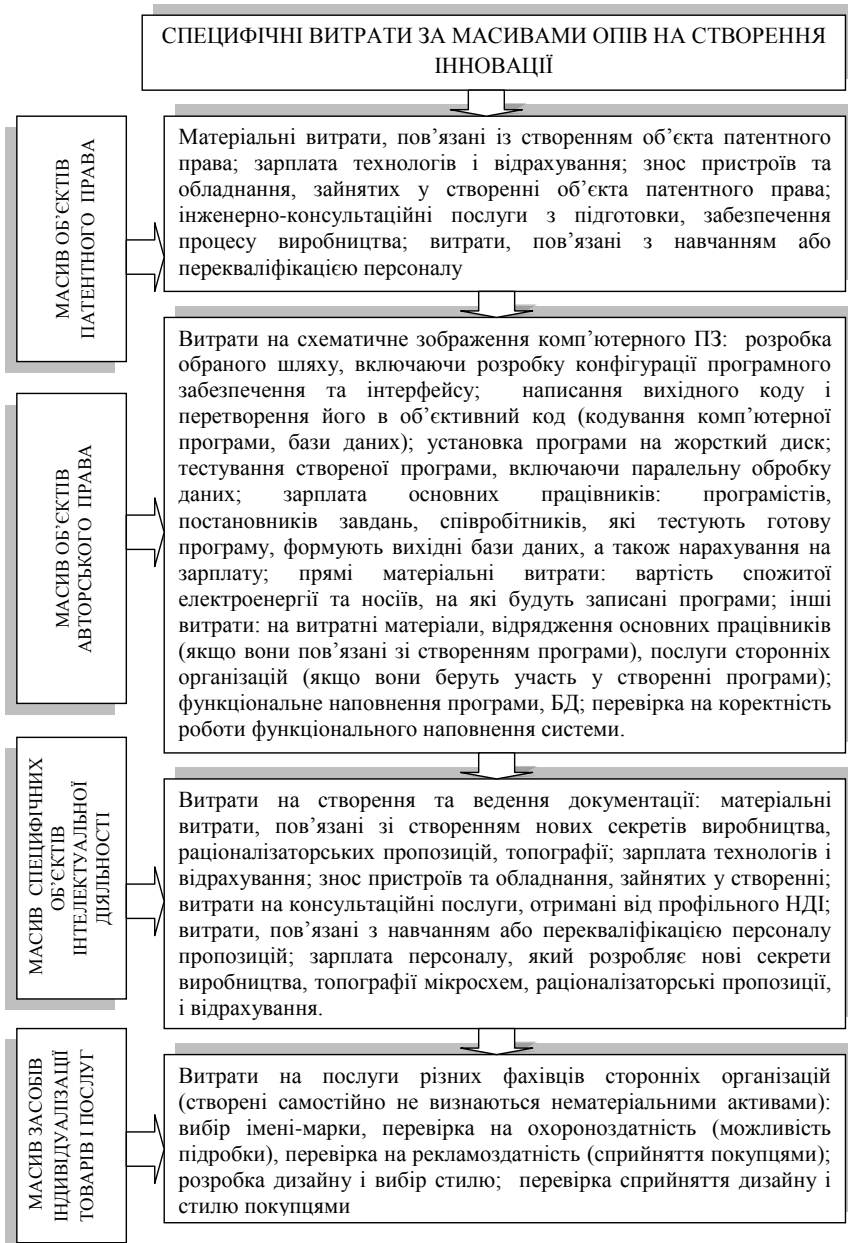 СПЕЦИФІЧНІ ВИТРАТИ ЗА МАСИВАМИ ОПІВ НА СТВОРЕННЯ
ІННОВАЦІЇ
МАСИВ ОБ’ЄКТІВ
ПАТЕНТНОГО ПРАВА
Матеріальні витрати, пов’язані із створенням об’єкта патентного
права; зарплата технологів і відрахування; знос пристроїв та
обладнання, зайнятих у створенні об’єкта патентного права;
інженерно-консультаційні послуги з підготовки, забезпечення
процесу виробництва; витрати, пов’язані з навчанням або
перекваліфікацією персоналу
МАСИВ ОБ’ЄКТІВ
АВТОРСЬКОГО ПРАВА
Витрати на схематичне зображення комп’ютерного ПЗ: розробка
обраного шляху, включаючи розробку конфігурації програмного
забезпечення та інтерфейсу; написання вихідного коду і
перетворення його в об’єктивний код (кодування комп’ютерної
програми, бази даних); установка програми на жорсткий диск;
тестування створеної програми, включаючи паралельну обробку
даних; зарплата основних працівників: програмістів,
постановників завдань, співробітників, які тестують готову
програму, формують вихідні бази даних, а також нарахування на
зарплату; прямі матеріальні витрати: вартість спожитої
електроенергії та носіїв, на які будуть записані програми; інші
витрати: на витратні матеріали, відрядження основних працівників
(якщо вони пов’язані зі створенням програми), послуги сторонніх
організацій (якщо вони беруть участь у створенні програми);
функціональне наповнення програми, БД; перевірка на коректність
роботи функціонального наповнення системи.
МАСИВ СПЕЦИФІЧНИХ
ОБ’ЄКТІВ
ІНТЕЛЕКТУАЛЬНОЇ
ДІЯЛЬНОСТІ
Витрати на створення та ведення документації: матеріальні
витрати, пов’язані зі створенням нових секретів виробництва,
раціоналізаторських пропозицій, топографії; зарплата технологів і
відрахування; знос пристроїв та обладнання, зайнятих у створенні;
витрати на консультаційні послуги, отримані від профільного НДІ;
витрати, пов’язані з навчанням або перекваліфікацією персоналу
пропозицій; зарплата персоналу, який розробляє нові секрети
виробництва, топографії мікросхем, раціоналізаторські пропозиції,
і відрахування.
МАСИВ ЗАСОБІВ
ІНДИВІДУАЛІЗАЦІЇ
ТОВАРІВ І ПОСЛУГ
Витрати на послуги різних фахівців сторонніх організацій
(створені самостійно не визнаються нематеріальними активами):
вибір імені-марки, перевірка на охороноздатність (можливість
підробки), перевірка на рекламоздатність (сприйняття покупцями);
розробка дизайну і вибір стилю; перевірка сприйняття дизайну і
стилю покупцями